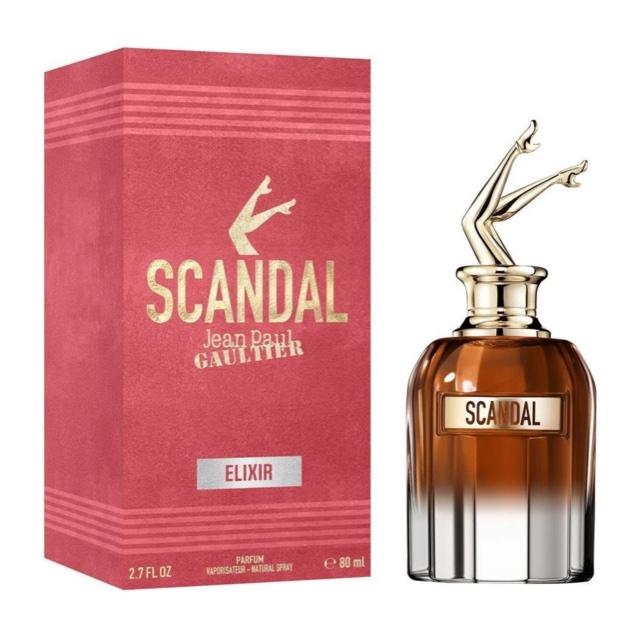 SCANDAL
Jean Paul
GAULTIER
ELIXIR
PARFUM
VAPORISATEUR - NATURAL SPRAY
2.7 FL OZ
℮ 80 ml
SCANDAL